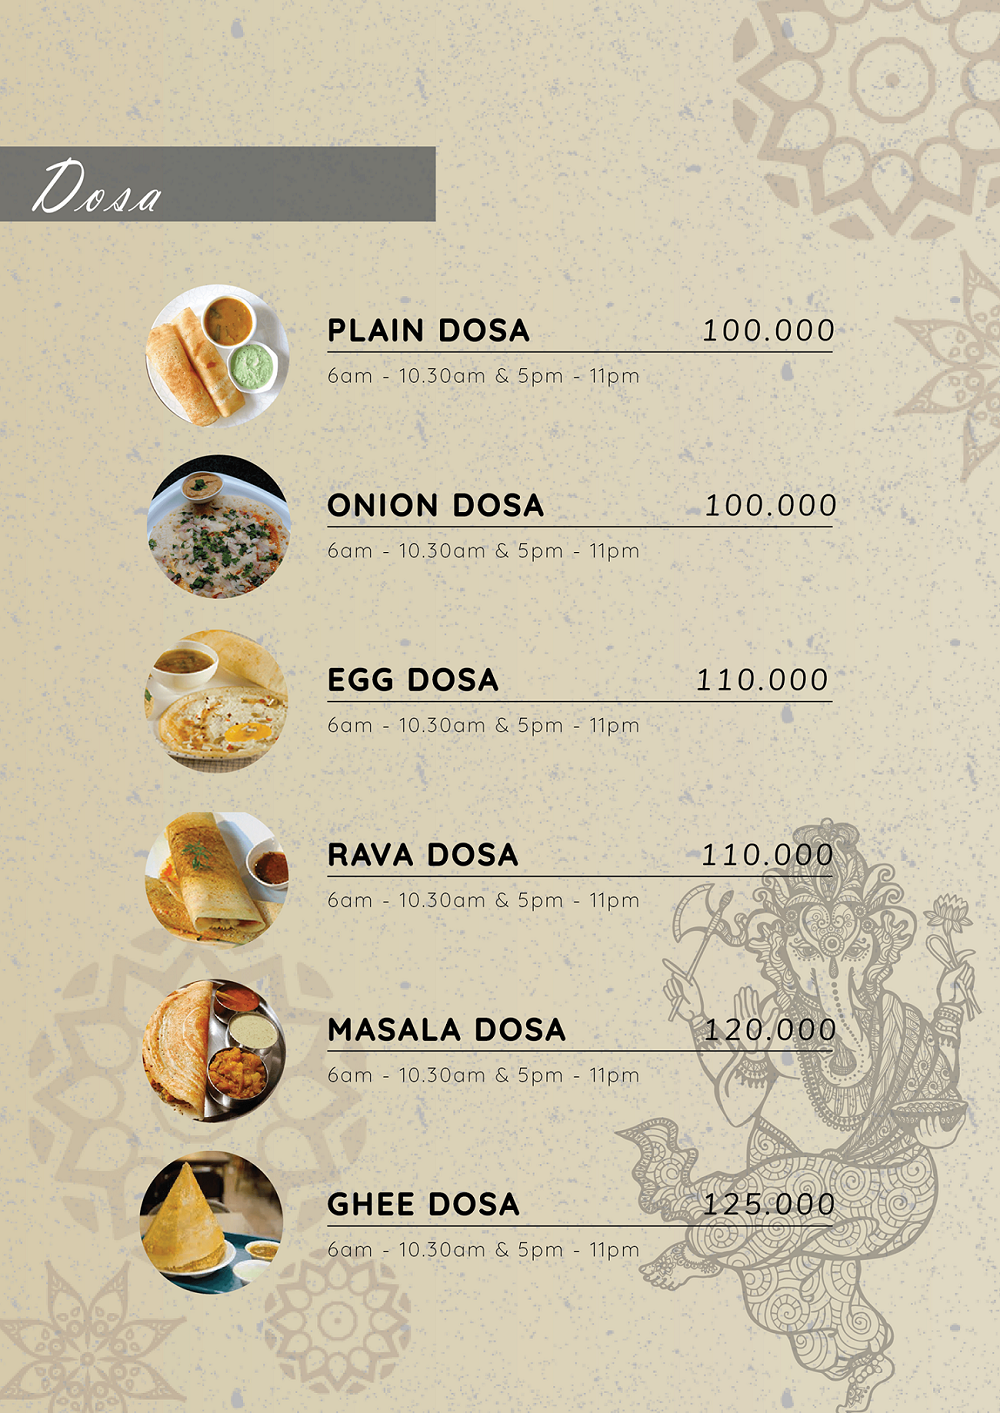 Dosa
PLAIN DOSA 100.000
6am - 10.30am & 5pm - 11pm
ONION DOSA 100.000
6am - 10.30am & 5pm - 11pm
EGG DOSA 110.000
6am - 10.30am & 5pm - 11pm
RAVA DOSA 110.000
6am - 10.30am & 5pm - 11pm
MASALA DOSA 120.000
6am - 10.30am & 5pm - 11pm
GHEE DOSA 125.000
6am - 10.30am & 5pm - 11pm